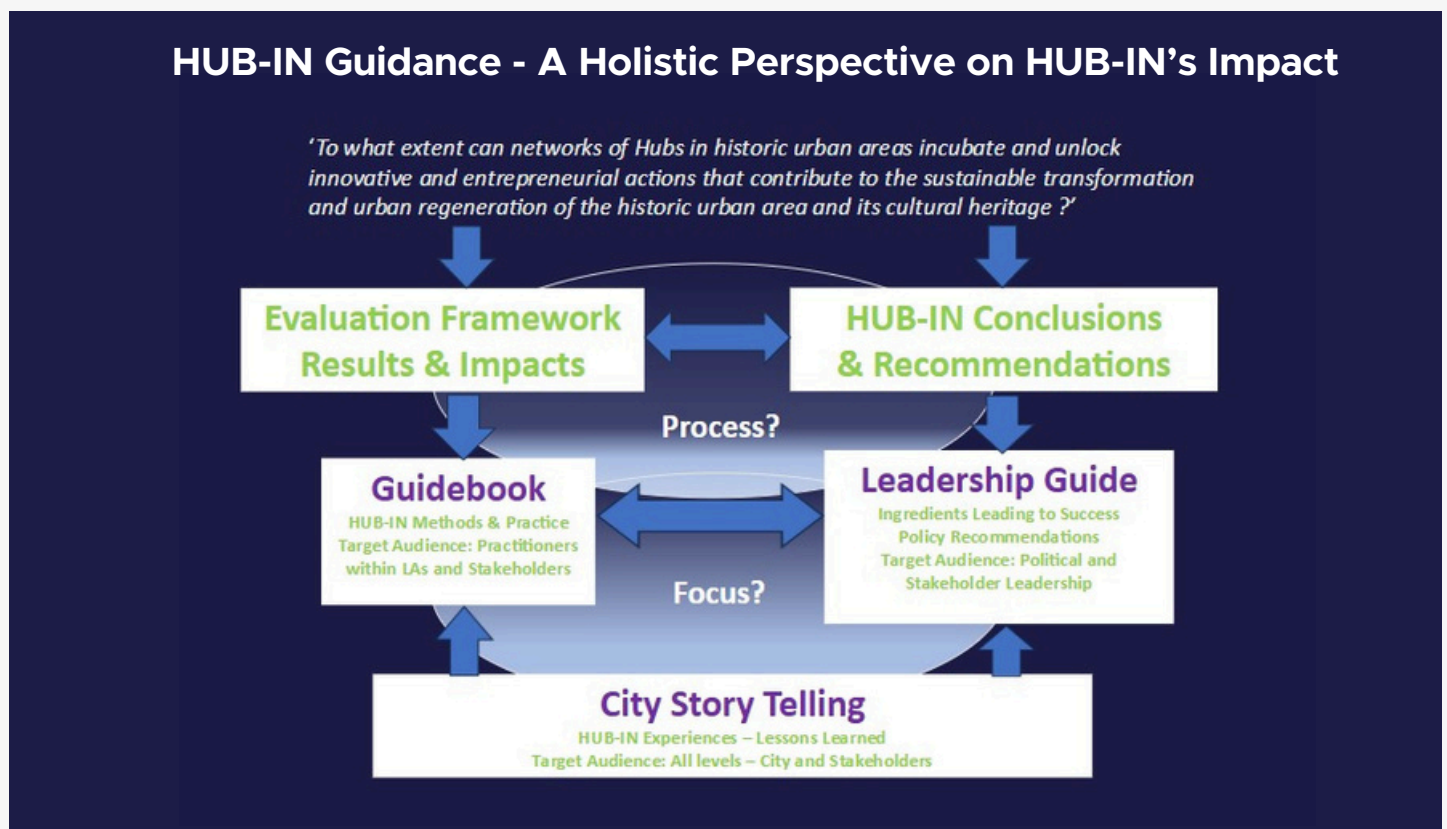 HUB-IN Guidance - A Holistic Perspective on HUB-IN’s Impact
‘To what extent can networks of Hubs in historic urban areas incubate and unlock
innovative and entrepreneurial actions that contribute to the sustainable transformation
and urban regeneration of the historic urban area and its cultural heritage ?’
Evaluation Framework
Results & Impacts
HUB-IN Conclusions
& Recommendations
Process?
Guidebook
HUB-IN Methods & Practice
Target Audience: Practitioners
within LAs and Stakeholders
Leadership Guide
Ingredients Leading to Success
Policy Recommendations
Target Audience: Political and
Stakeholder Leadership
Focus?
City Story Telling
HUB-IN Experiences – Lessons Learned
Target Audience: All levels – City and Stakeholders